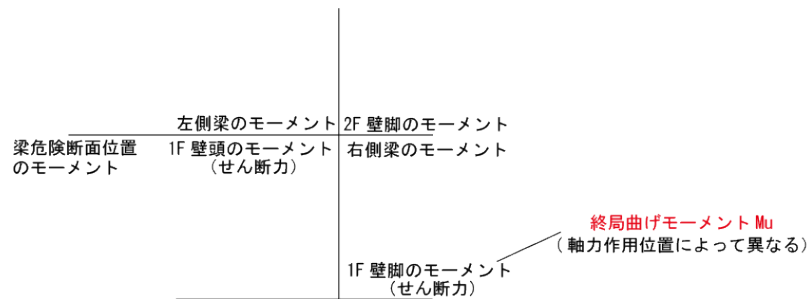 左側梁のモーメント
2F 壁脚のモーメント
梁危険断面位置
のモーメント
1F 壁頭のモーメント
(せん断力)
右側梁のモーメント
終局曲げモーメント Mu
(軸力作用位置によって異なる)
1F 壁脚のモーメント
(せん断力)